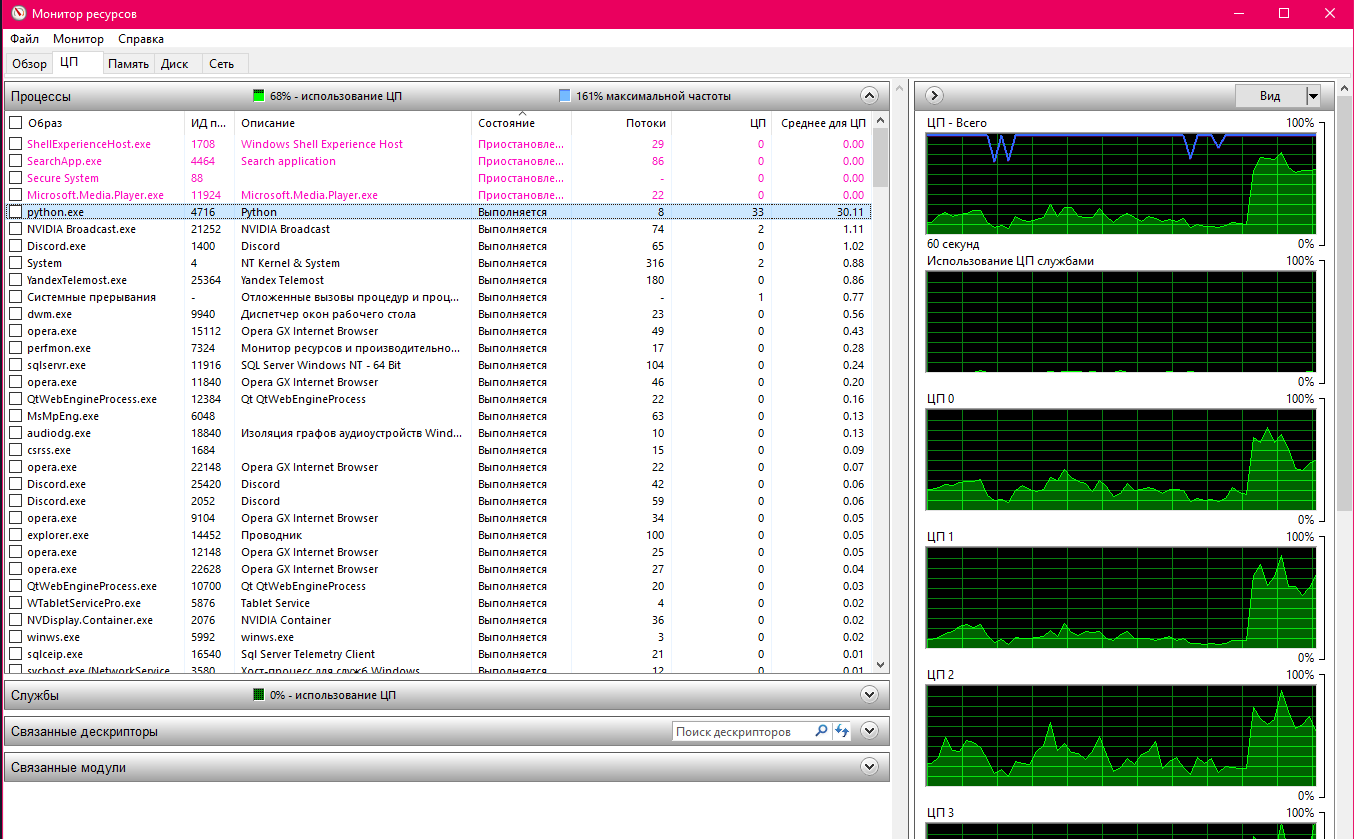 Монитор ресурсов
Файл Монитор Справка
Обзор ЦП Память Диск Сеть
Процессы 68% - использование ЦП 161% максимальной частоты
Образ ИД п... Описание Состояние Потоки ЦП Среднее для ЦП
ShellExperienceHost.exe 1708 Windows Shell Experience Host Приостановле... 29 0 0.00
SearchApp.exe 4464 Search application Приостановле... 86 0 0.00
Secure System 88 Приостановле... - 0 0.00
Microsoft.Media.Player.exe 11924 Microsoft.Media.Player.exe Приостановле... 22 0 0.00
python.exe 4716 Python Выполняется 8 33 30.11
NVIDIA Broadcast.exe 21252 NVIDIA Broadcast Выполняется 74 2 1.11
Discord.exe 1400 Discord Выполняется 65 0 1.02
System 4 NT Kernel & System Выполняется 316 2 0.88
YandexTelemost.exe 25364 Yandex Telemost Выполняется 180 0 0.86
Системные прерывания - Отложенные вызовы процедур и проц... Выполняется - 1 0.77
dwm.exe 9940 Диспетчер окон рабочего стола Выполняется 23 0 0.56
opera.exe 15112 Opera GX Internet Browser Выполняется 49 0 0.43
perfmon.exe 7324 Монитор ресурсов и производительно... Выполняется 17 0 0.28
sqlservr.exe 11916 SQL Server Windows NT - 64 Bit Выполняется 104 0 0.24
opera.exe 11840 Opera GX Internet Browser Выполняется 46 0 0.20
QtWebEngineProcess.exe 12384 Qt QtWebEngineProcess Выполняется 22 0 0.16
MsMpEng.exe 6048 Выполняется 63 0 0.13
audiodg.exe 18840 Изоляция графов аудиоустройств Wind... Выполняется 10 0 0.13
csrss.exe 1684 Выполняется 15 0 0.09
opera.exe 22148 Opera GX Internet Browser Выполняется 22 0 0.07
Discord.exe 25420 Discord Выполняется 42 0 0.06
Discord.exe 2052 Discord Выполняется 59 0 0.06
opera.exe 9104 Opera GX Internet Browser Выполняется 34 0 0.05
explorer.exe 14452 Проводник Выполняется 100 0 0.05
opera.exe 12148 Opera GX Internet Browser Выполняется 25 0 0.05
opera.exe 22628 Opera GX Internet Browser Выполняется 27 0 0.04
QtWebEngineProcess.exe 10700 Qt QtWebEngineProcess Выполняется 20 0 0.03
WTabletServicePro.exe 5876 Tablet Service Выполняется 4 0 0.02
NVDisplay.Container.exe 2076 NVIDIA Container Выполняется 36 0 0.02
winws.exe 5992 winws.exe Выполняется 3 0 0.02
sqlceip.exe 16540 Sql Server Telemetry Client Выполняется 21 0 0.01
svchost.exe (NetworkService 3580 Хост-процесс для служб Windows Выполняется 12 0 0.01
Службы 0% - использование ЦП
Связанные дескрипторы Поиск дескрипторов
Связанные модули
Вид
ЦП - Всего 100%
60 секунд 0%
Использование ЦП службами 100%
0%
ЦП 0 100%
0%
ЦП 1 100%
0%
ЦП 2 100%
0%
ЦП 3 100%